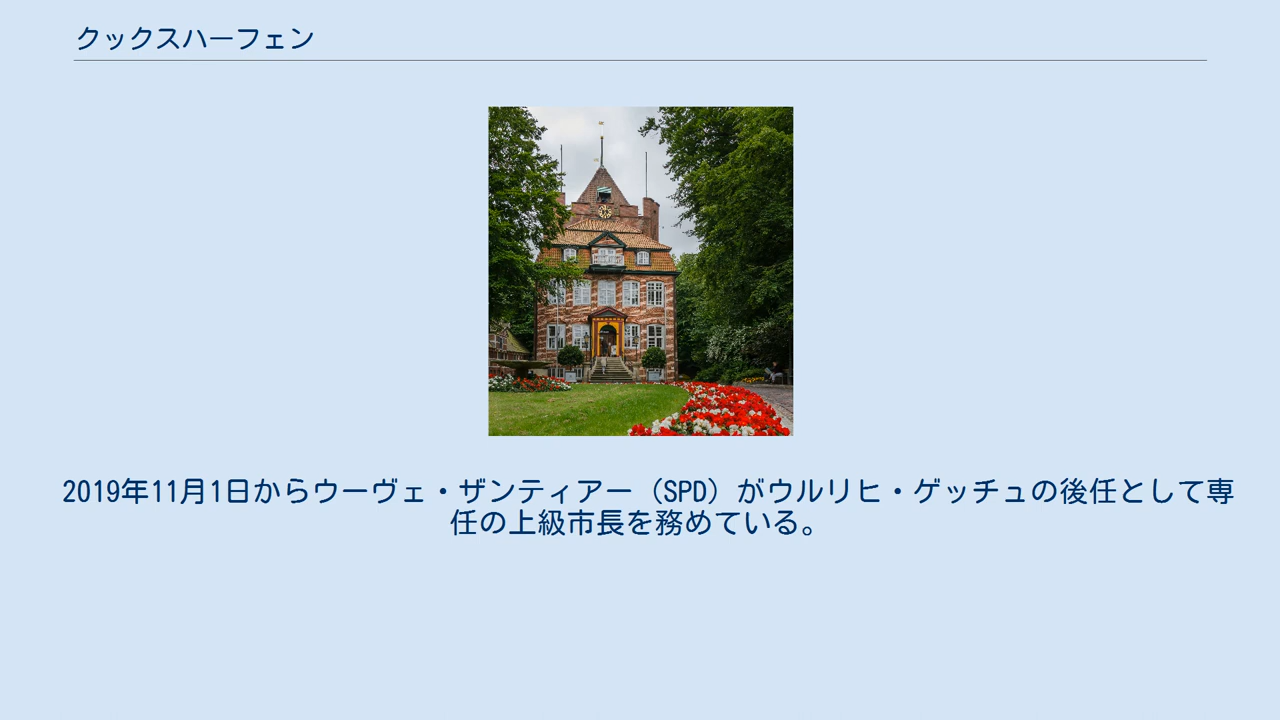 クックスハーフェン
2019年11月1日からウーヴェ・ザンティアー（SPD）がウルリヒ・ゲッチュの後任として専
任の上級市長を務めている。